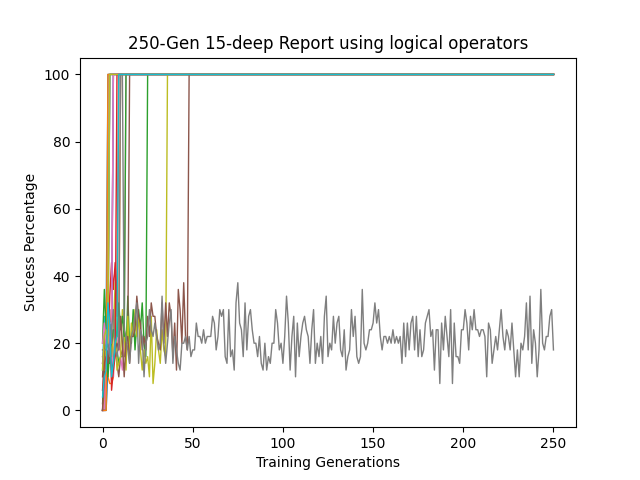 250-Gen 15-deep Report using logical operators
100
80
60
40
20
0
Success Percentage
0 50 100 150 200 250
Training Generations